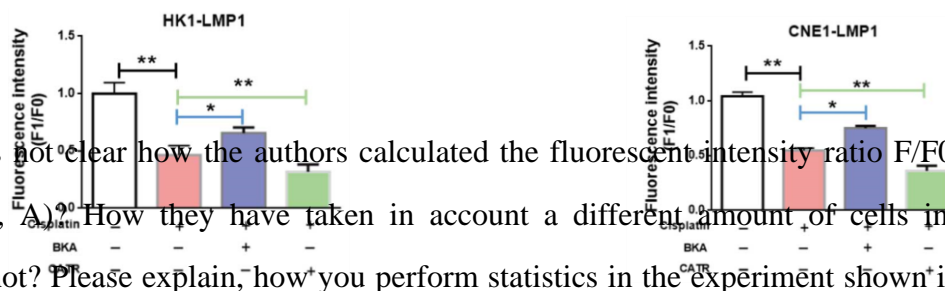 HK1-LMP1
CNE1-LMP1
Fluorescence intensity
(F1/F0)
1.5
1.0
0.5
0.0
**
**
*
Fluorescence intensity
(F1/F0)
1.5
1.0
0.5
0.0
**
**
*
not clear how the authors calculated the fluorescent intensity ratio F/F0
, A)? How they have taken in account a different amount of cells in
Cisplatin – + + +
BKA – – + –
CATR – – – +
Cisplatin – + + +
BKA – – + –
CATR – – – +
not? Please explain, how you perform statistics in the experiment shown i